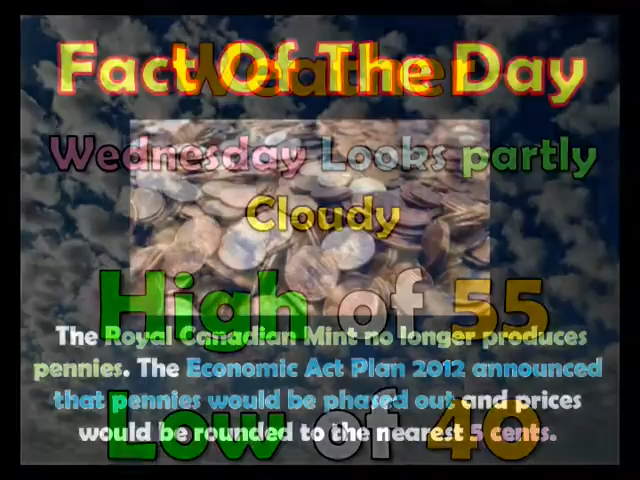 Fact Of The Day
Weather
Wednesday Looks partly
Cloudy
High of 55
The Royal Canadian Mint no longer produces
pennies. The Economic Act Plan 2012 announced
that pennies would be phased out and prices
Low of 40
would be rounded to the nearest 5 cents.